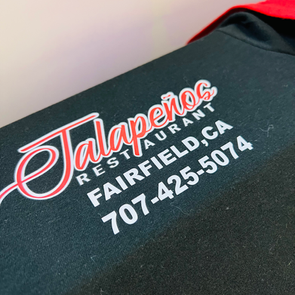 Jalapeños
RESTAURANT
FAIRFIELD,CA
707-425-5074